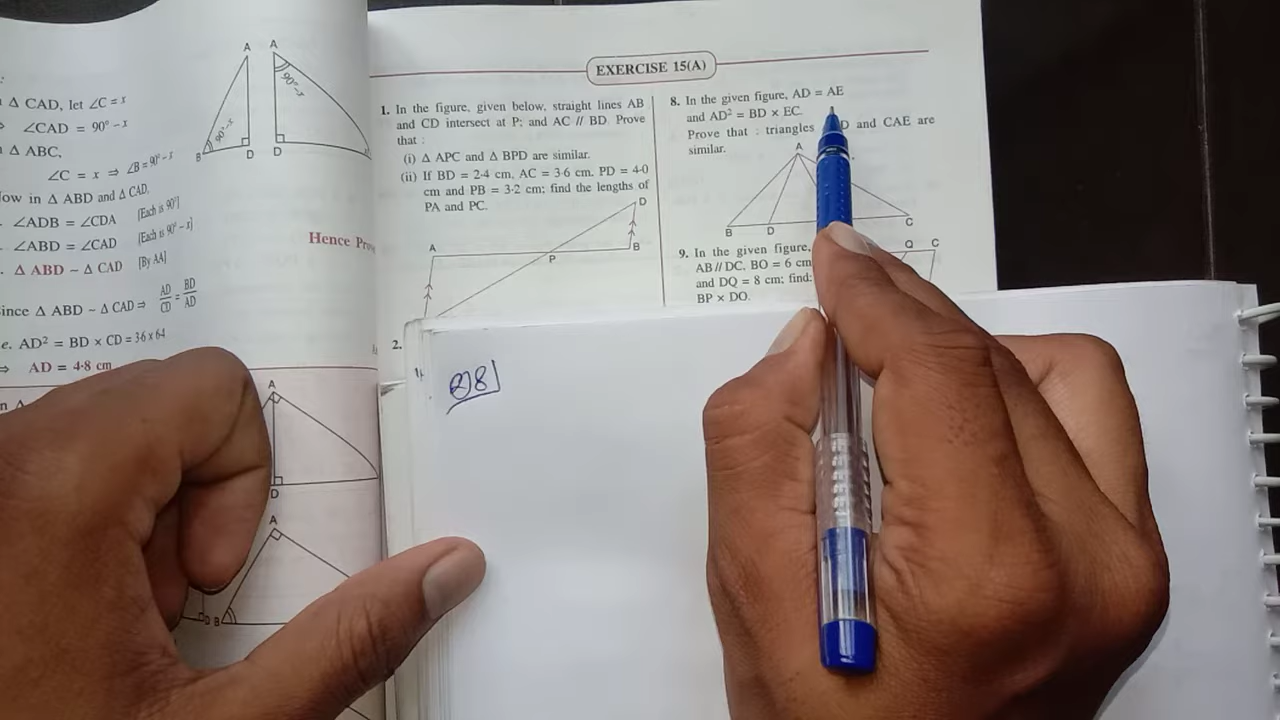 Δ CAD, let ∠C = x
∠CAD = 90° – x
Δ ABC,
∠C = x ⇒ ∠B = 90° – x
ow in Δ ABD and Δ CAD,
∠ADB = ∠CDA [Each is 90°]
∠ABD = ∠CAD [Each is 90° – x]
Δ ABD ~ Δ CAD [By AA]
Hence
ince Δ ABD ~ Δ CAD ⇒ AD/CD = BD/AD
e. AD² = BD × CD = 36 x 64
⇒ AD = 4·8 cm
A
90° – x
B
D
A
90° – x
D
A
D
A
D B
EXERCISE 15(A)
1. In the figure, given below, straight lines AB
and CD intersect at P; and AC // BD. Prove
that :
(i) Δ APC and Δ BPD are similar.
(ii) If BD = 2·4 cm, AC = 3·6 cm, PD = 4·0
cm and PB = 3·2 cm; find the lengths of
PA and PC.
A
P
B
D
2.
8. In the given figure, AD = AE
and AD² = BD × EC.
Prove that : triangles and CAE are
similar.
A
B
D
C
9. In the given figure,
AB // DC, BO = 6 cm
and DQ = 8 cm; find:
BP × DO.
Q
C
Q8